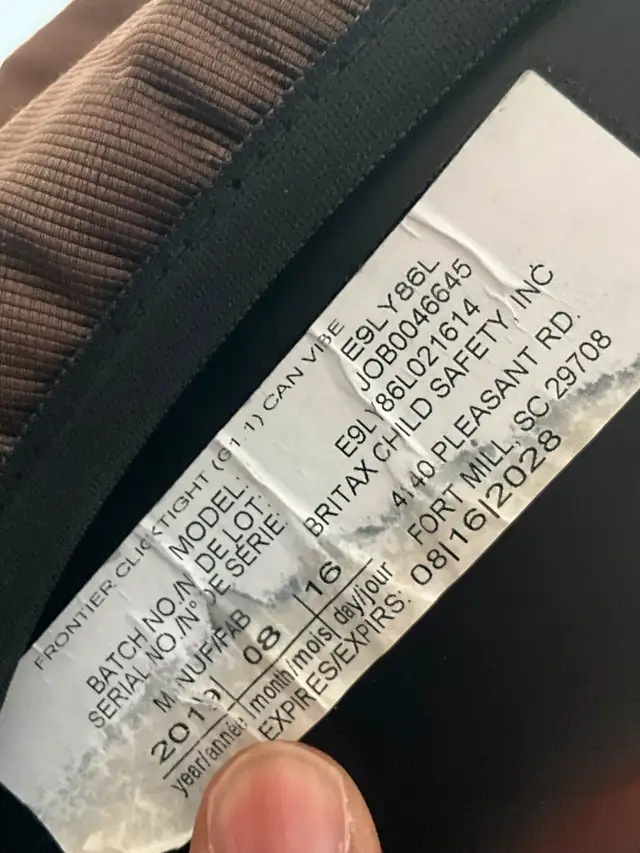 FRONTIER CLICKTIGHT (G1.1) CAN VIBE
MODEL: E9LY86L
BATCH NO./N° DE LOT: JOB0046645
SERIAL NO./N° DE SÉRIE: E9LY86L021614
BRITAX CHILD SAFETY, INC
4140 PLEASANT RD.
FORT MILL, SC 29708
MANUF/FAB
2019 | 08 | 16
year/année | month/mois | day/jour
EXPIRES/EXPIRS: 08|16|2028